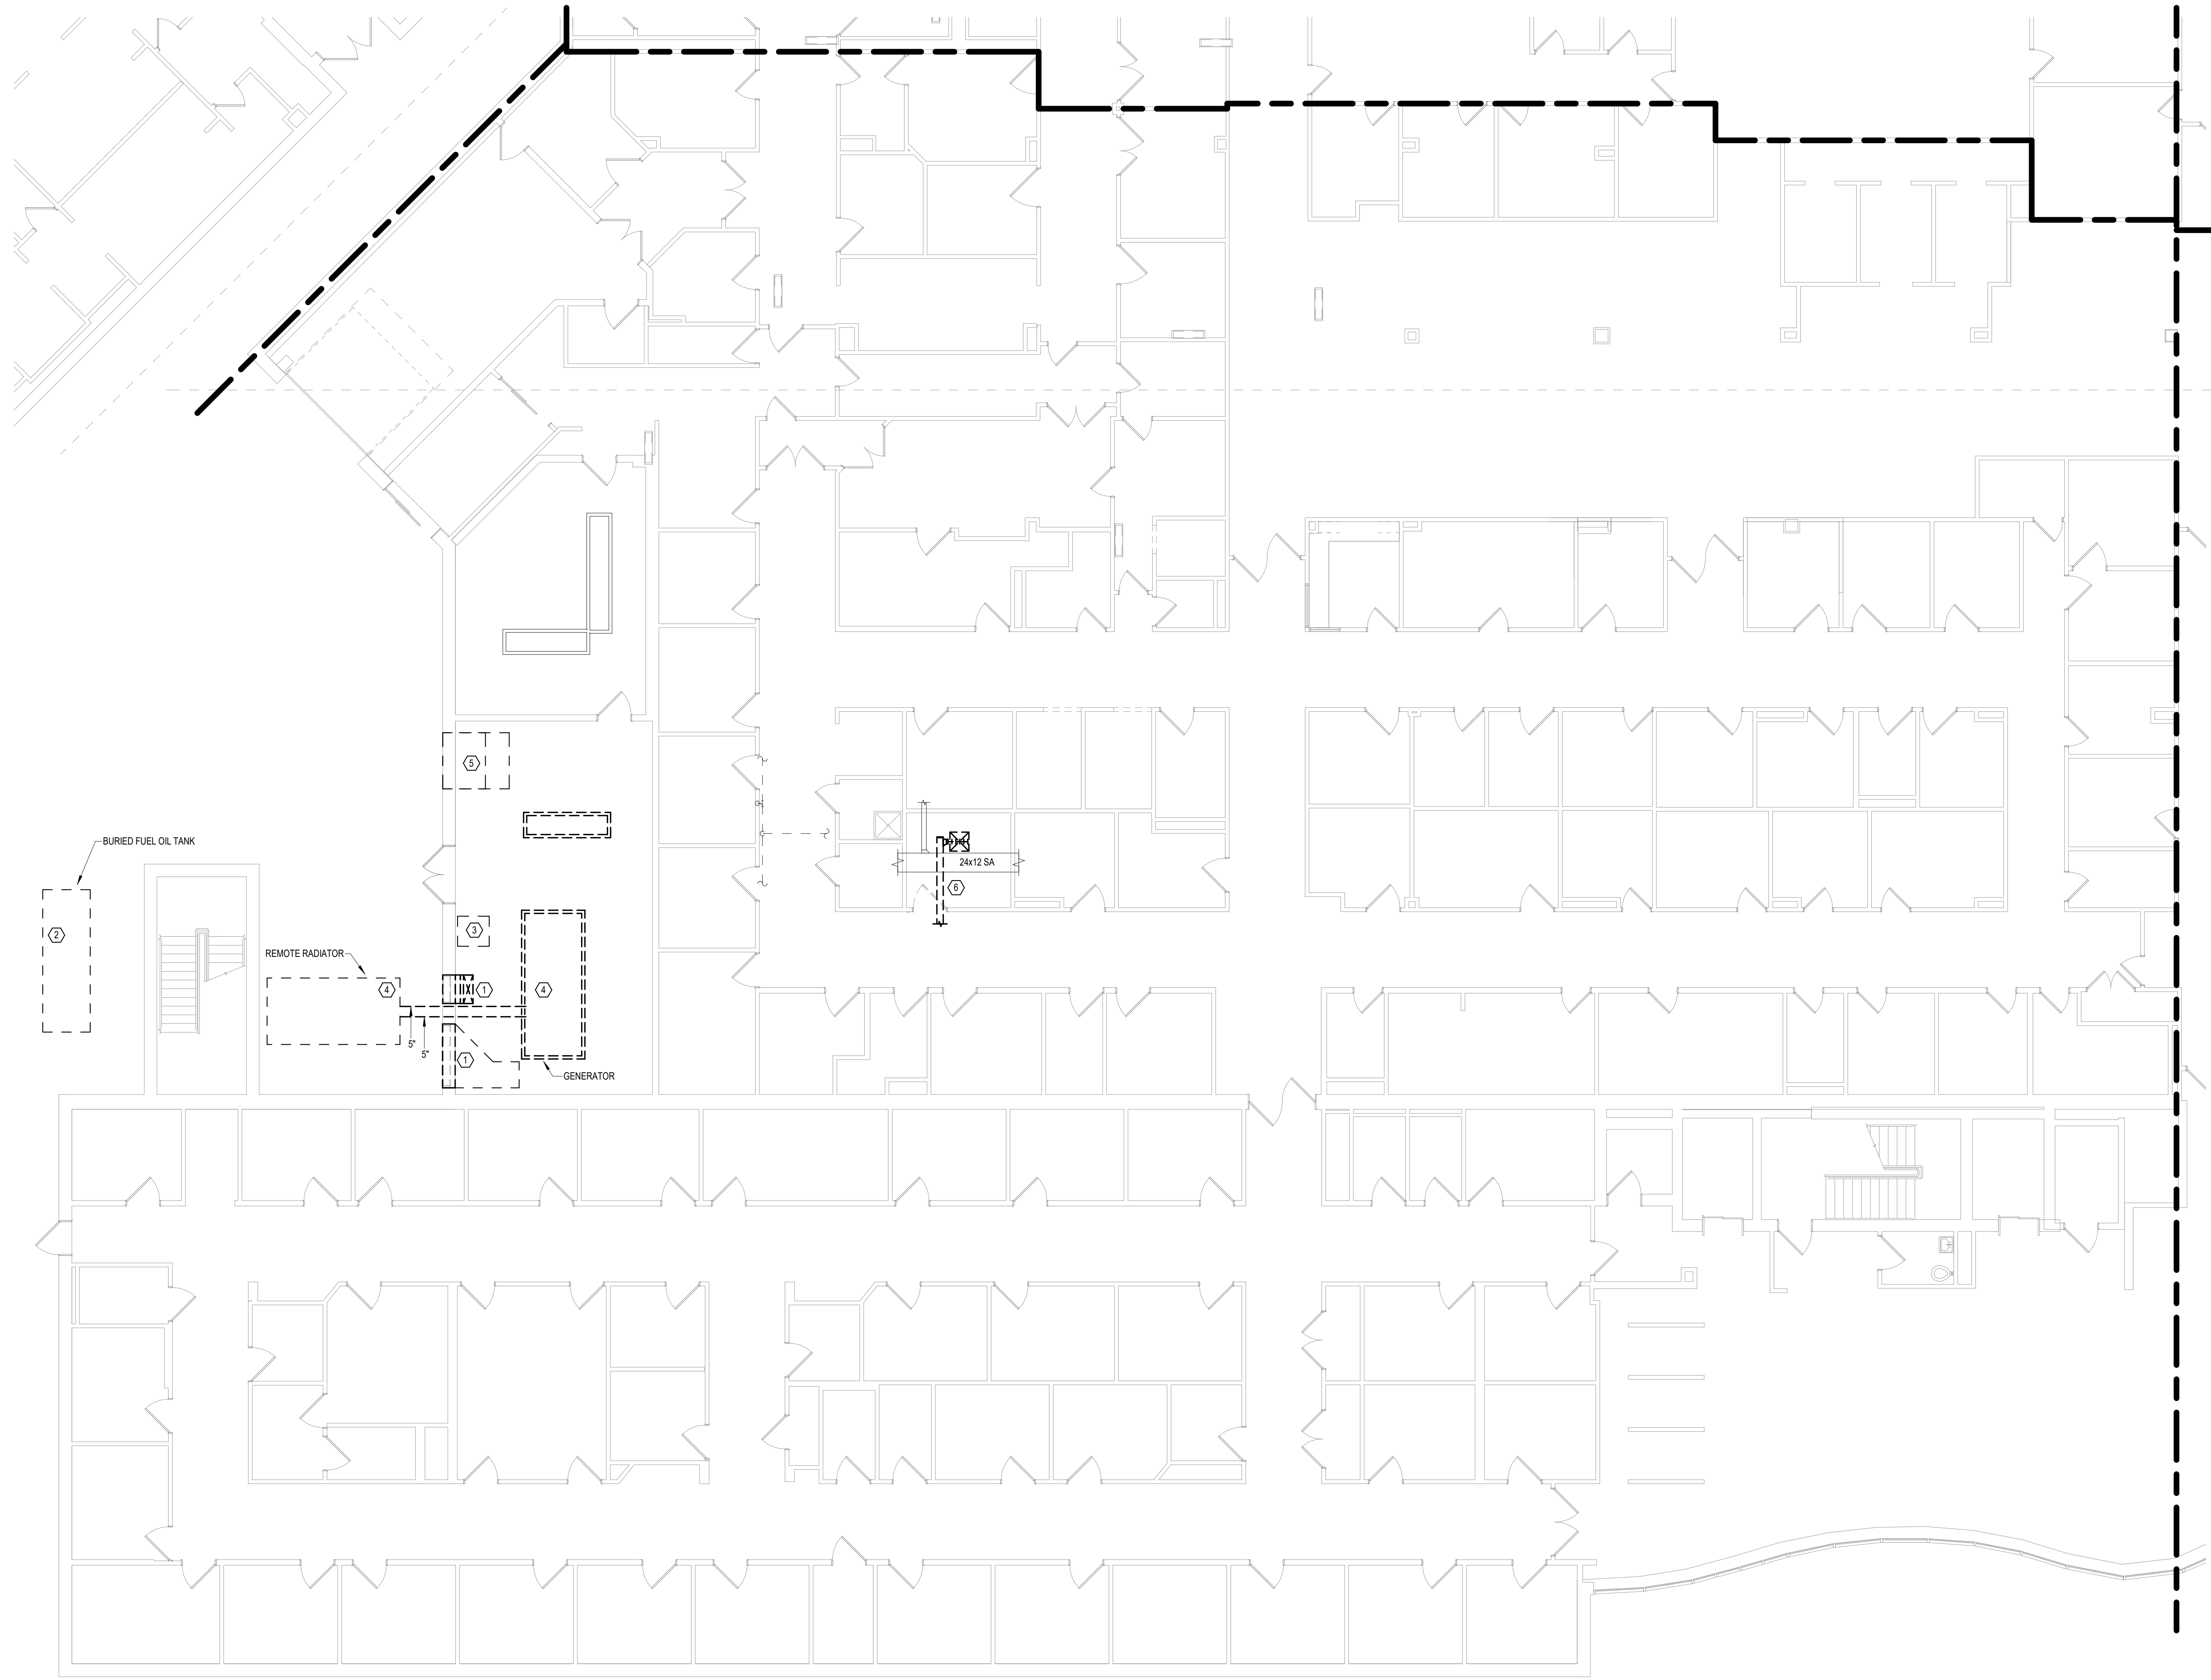 5
BURIED FUEL OIL TANK
24x12 SA
6
2
3
REMOTE RADIATOR
4
1
4
5"
5"
1
GENERATOR